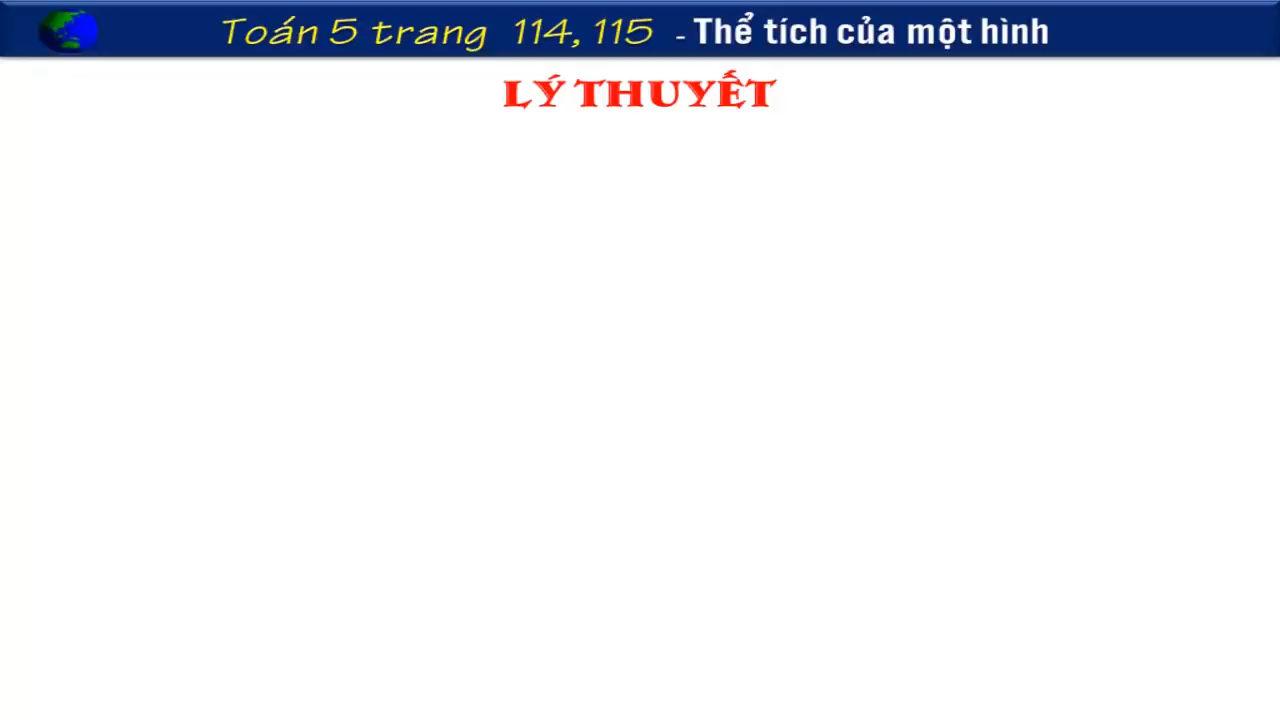 Toán 5 trang 114, 115 - Thể tích của một hình
LÝ THUYẾT